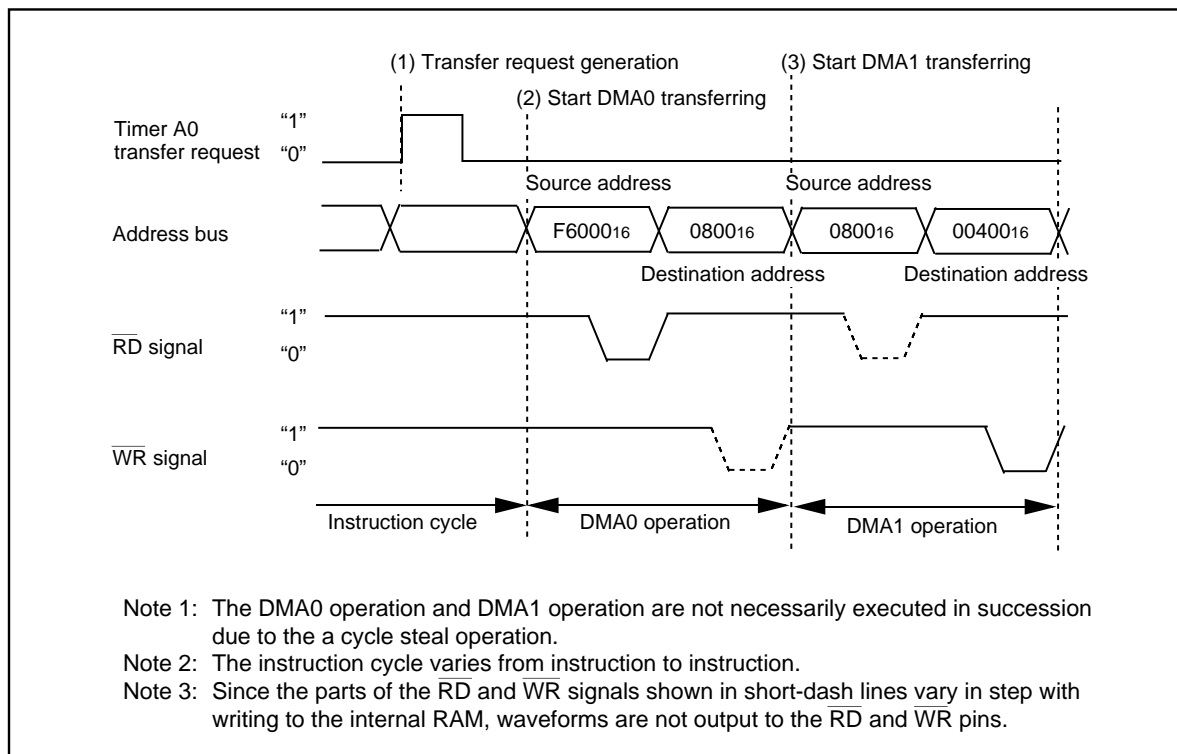 (1) Transfer request generation
(3) Start DMA1 transferring
(2) Start DMA0 transferring
Timer A0
transfer request
“1”
“0”
Source address
Source address
Address bus
F600016
080016
080016
0040016
Destination address
Destination address
RD signal
“1”
“0”
WR signal
“1”
“0”
Instruction cycle
DMA0 operation
DMA1 operation
Note 1: The DMA0 operation and DMA1 operation are not necessarily executed in succession
due to the a cycle steal operation.
Note 2: The instruction cycle varies from instruction to instruction.
Note 3: Since the parts of the RD and WR signals shown in short-dash lines vary in step with
writing to the internal RAM, waveforms are not output to the RD and WR pins.